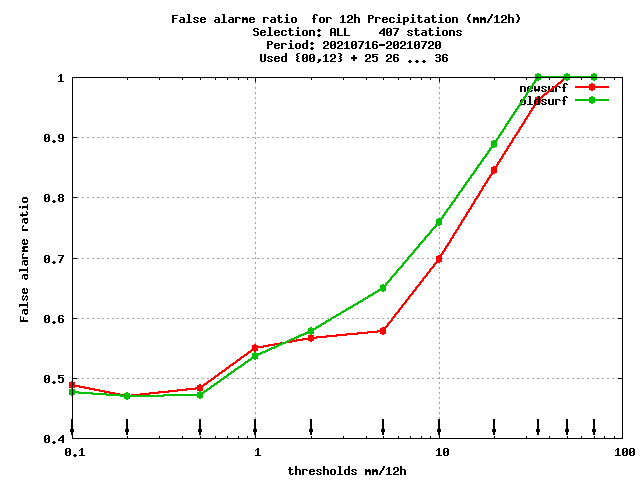 False alarme ratio  for 12h Precipitation (mm/12h)
Selection: ALL    407 stations
Period: 20210716-20210720
Used {00,12} + 25 26 ... 36
newsurf
oldsurf
1
0.9
0.8
0.7
0.6
0.5
0.4
False alarme ratio
0.1 1 10 100
thresholds mm/12h